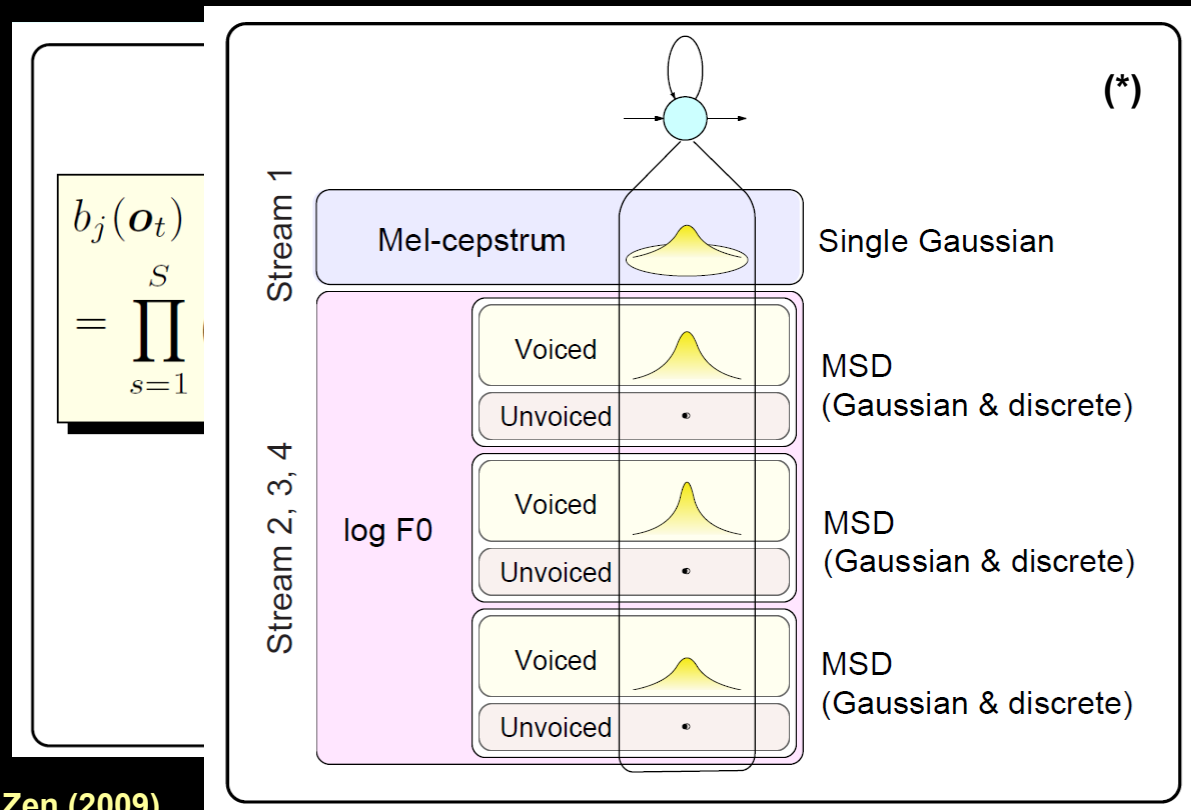 (*)
b_j(o_t)
= ∏_{s=1}^{S}
Stream 1
Mel-cepstrum
Single Gaussian
Stream 2, 3, 4
log F0
Voiced
Unvoiced
MSD
(Gaussian & discrete)
Voiced
Unvoiced
MSD
(Gaussian & discrete)
Voiced
Unvoiced
MSD
(Gaussian & discrete)
Zen (2009)